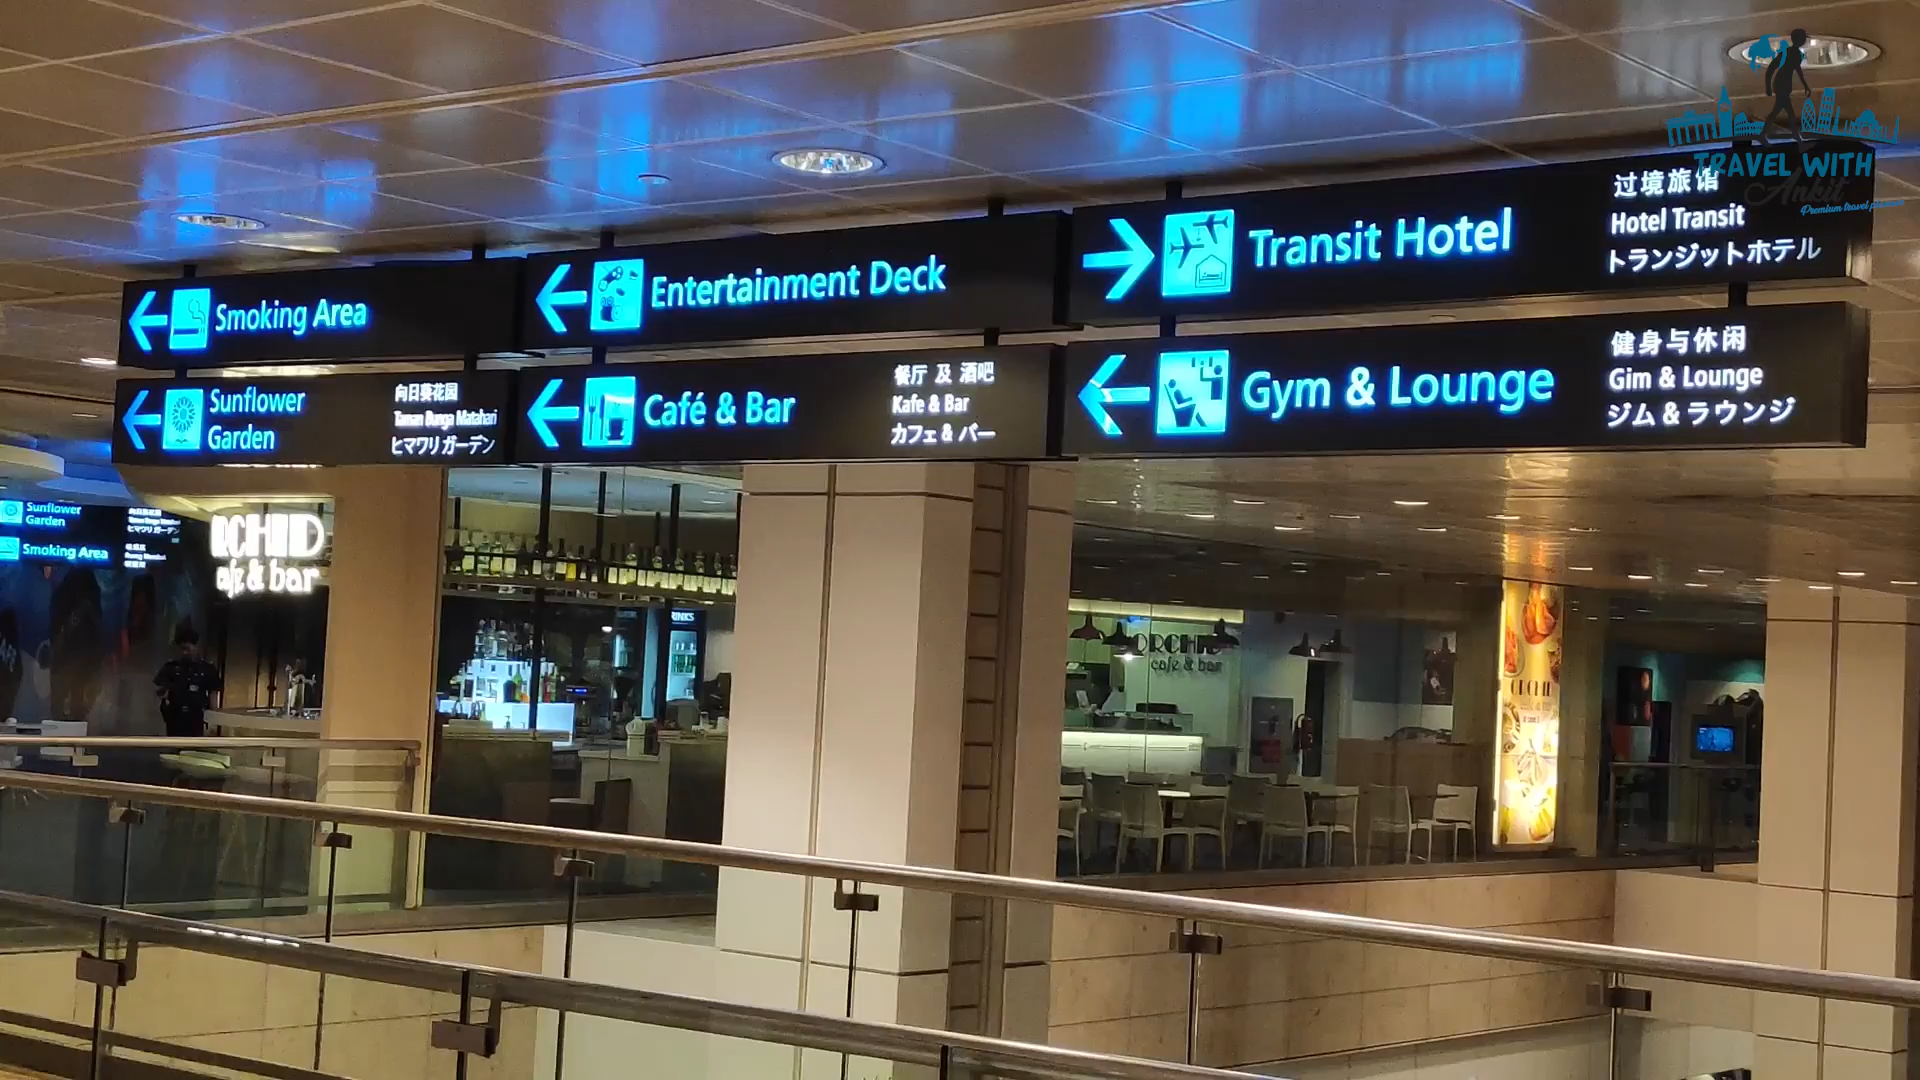 Smoking Area
Entertainment Deck
Transit Hotel
过境旅馆
Hotel Transit
トランジットホテル
Sunflower
Garden
向日葵花园
Taman Bunga Matahari
ヒマワリガーデン
Café & Bar
餐厅 及 酒吧
Kafe & Bar
カフェ & バー
Gym & Lounge
健身与休闲
Gim & Lounge
ジム & ラウンジ
TRAVEL WITH
Ankit
Premium travel
Sunflower
Garden
Smoking Area
ORCHID
cafe & bar
ORCHID
cafe & bar
ORCHID